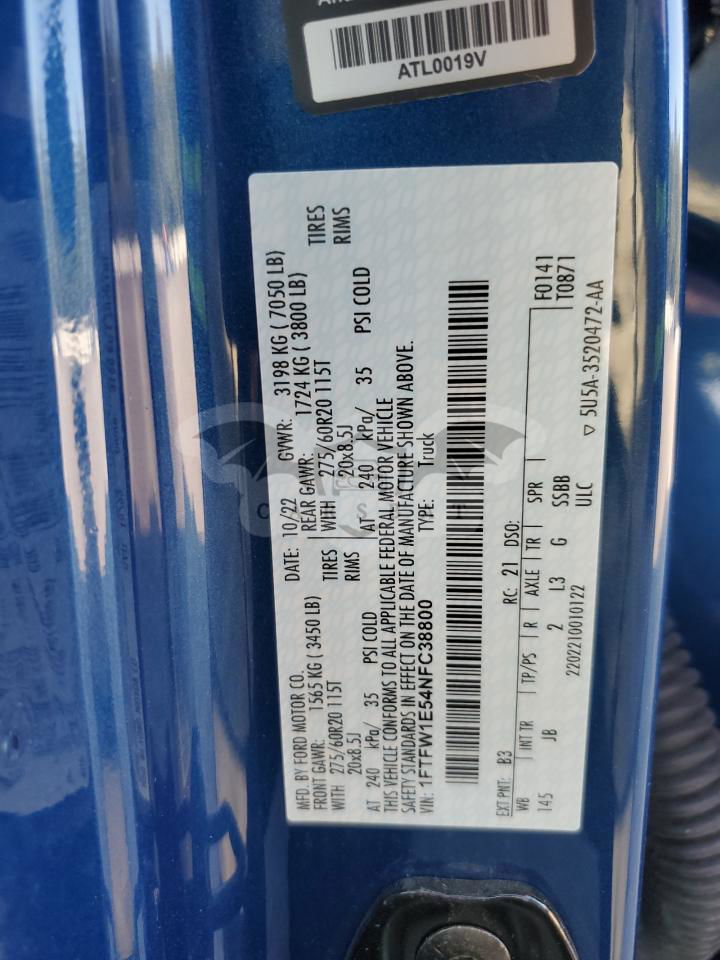 ATL0019V
MFD. BY FORD MOTOR CO.
DATE: 10/22 GVWR: 3198 KG ( 7050 LB)
FRONT GAWR: 1565 KG ( 3450 LB) REAR GAWR: 1724 KG ( 3800 LB)
WITH 275/60R20 115T TIRES WITH 275/60R20 115T TIRES
20x8.5J RIMS 20x8.5J RIMS
AT 240 kPa/ 35 PSI COLD AT 240 kPa/ 35 PSI COLD
THIS VEHICLE CONFORMS TO ALL APPLICABLE FEDERAL MOTOR VEHICLE
SAFETY STANDARDS IN EFFECT ON THE DATE OF MANUFACTURE SHOWN ABOVE.
VIN: 1FTFW1E54NFC38800 TYPE: Truck
EXT PNT: B3 RC: 21 DSO: F0141
T0871
WB INT TR TP/PS R AXLE TR SPR
145 JB 2 L3 G SSBB
ULC
2202210010122
▽ 5U5A-3520472-AA